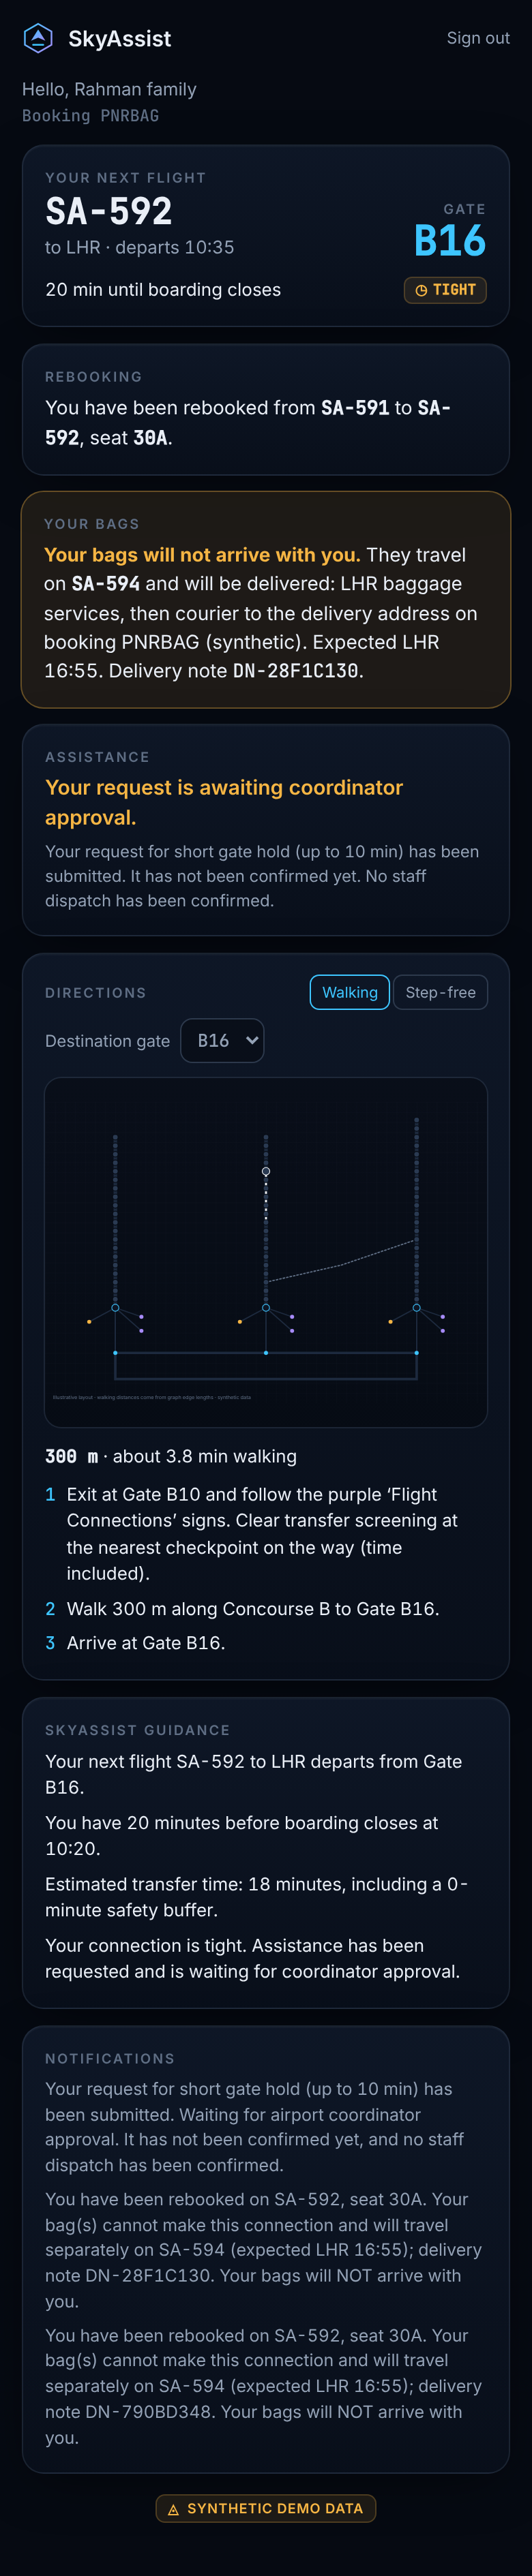 SkyAssist
Sign out
Hello, Rahman family
Booking PNRBAG
YOUR NEXT FLIGHT
SA-592
to LHR · departs 10:35
GATE
B16
20 min until boarding closes
TIGHT
REBOOKING
You have been rebooked from SA-591 to SA-
592, seat 30A.
YOUR BAGS
Your bags will not arrive with you. They travel
on SA-594 and will be delivered: LHR baggage
services, then courier to the delivery address on
booking PNRBAG (synthetic). Expected LHR
16:55. Delivery note DN-28F1C130.
ASSISTANCE
Your request is awaiting coordinator
approval.
Your request for short gate hold (up to 10 min) has been
submitted. It has not been confirmed yet. No staff
dispatch has been confirmed.
DIRECTIONS
Walking
Step-free
Destination gate
B16
Illustrative layout · walking distances come from graph edge lengths · synthetic data
300 m · about 3.8 min walking
1 Exit at Gate B10 and follow the purple ‘Flight
Connections’ signs. Clear transfer screening at
the nearest checkpoint on the way (time
included).
2 Walk 300 m along Concourse B to Gate B16.
3 Arrive at Gate B16.
SKYASSIST GUIDANCE
Your next flight SA-592 to LHR departs from Gate
B16.
You have 20 minutes before boarding closes at
10:20.
Estimated transfer time: 18 minutes, including a 0-
minute safety buffer.
Your connection is tight. Assistance has been
requested and is waiting for coordinator approval.
NOTIFICATIONS
Your request for short gate hold (up to 10 min) has
been submitted. Waiting for airport coordinator
approval. It has not been confirmed yet, and no staff
dispatch has been confirmed.
You have been rebooked on SA-592, seat 30A. Your
bag(s) cannot make this connection and will travel
separately on SA-594 (expected LHR 16:55); delivery
note DN-28F1C130. Your bags will NOT arrive with
you.
You have been rebooked on SA-592, seat 30A. Your
bag(s) cannot make this connection and will travel
separately on SA-594 (expected LHR 16:55); delivery
note DN-790BD348. Your bags will NOT arrive with
you.
SYNTHETIC DEMO DATA